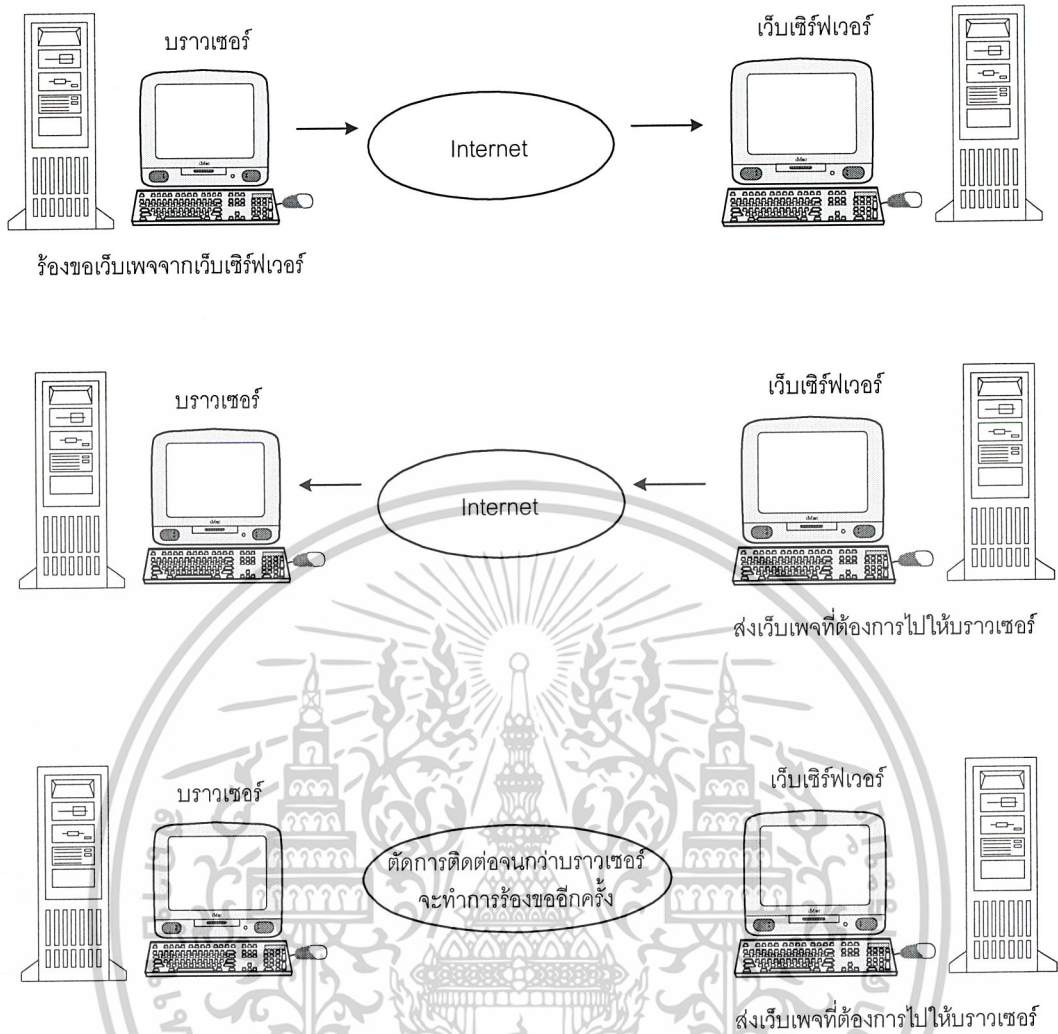 บราวเซอร์
เว็บเซิร์ฟเวอร์
Internet
ร้องขอเว็บเพจจากเว็บเซิร์ฟเวอร์
บราวเซอร์
เว็บเซิร์ฟเวอร์
Internet
ส่งเว็บเพจที่ต้องการไปให้บราวเซอร์
บราวเซอร์
เว็บเซิร์ฟเวอร์
ตัดการติดต่อจนกว่าบราวเซอร์
จะทำการร้องขออีกครั้ง
ส่งเว็บเพจที่ต้องการไปให้บราวเซอร์